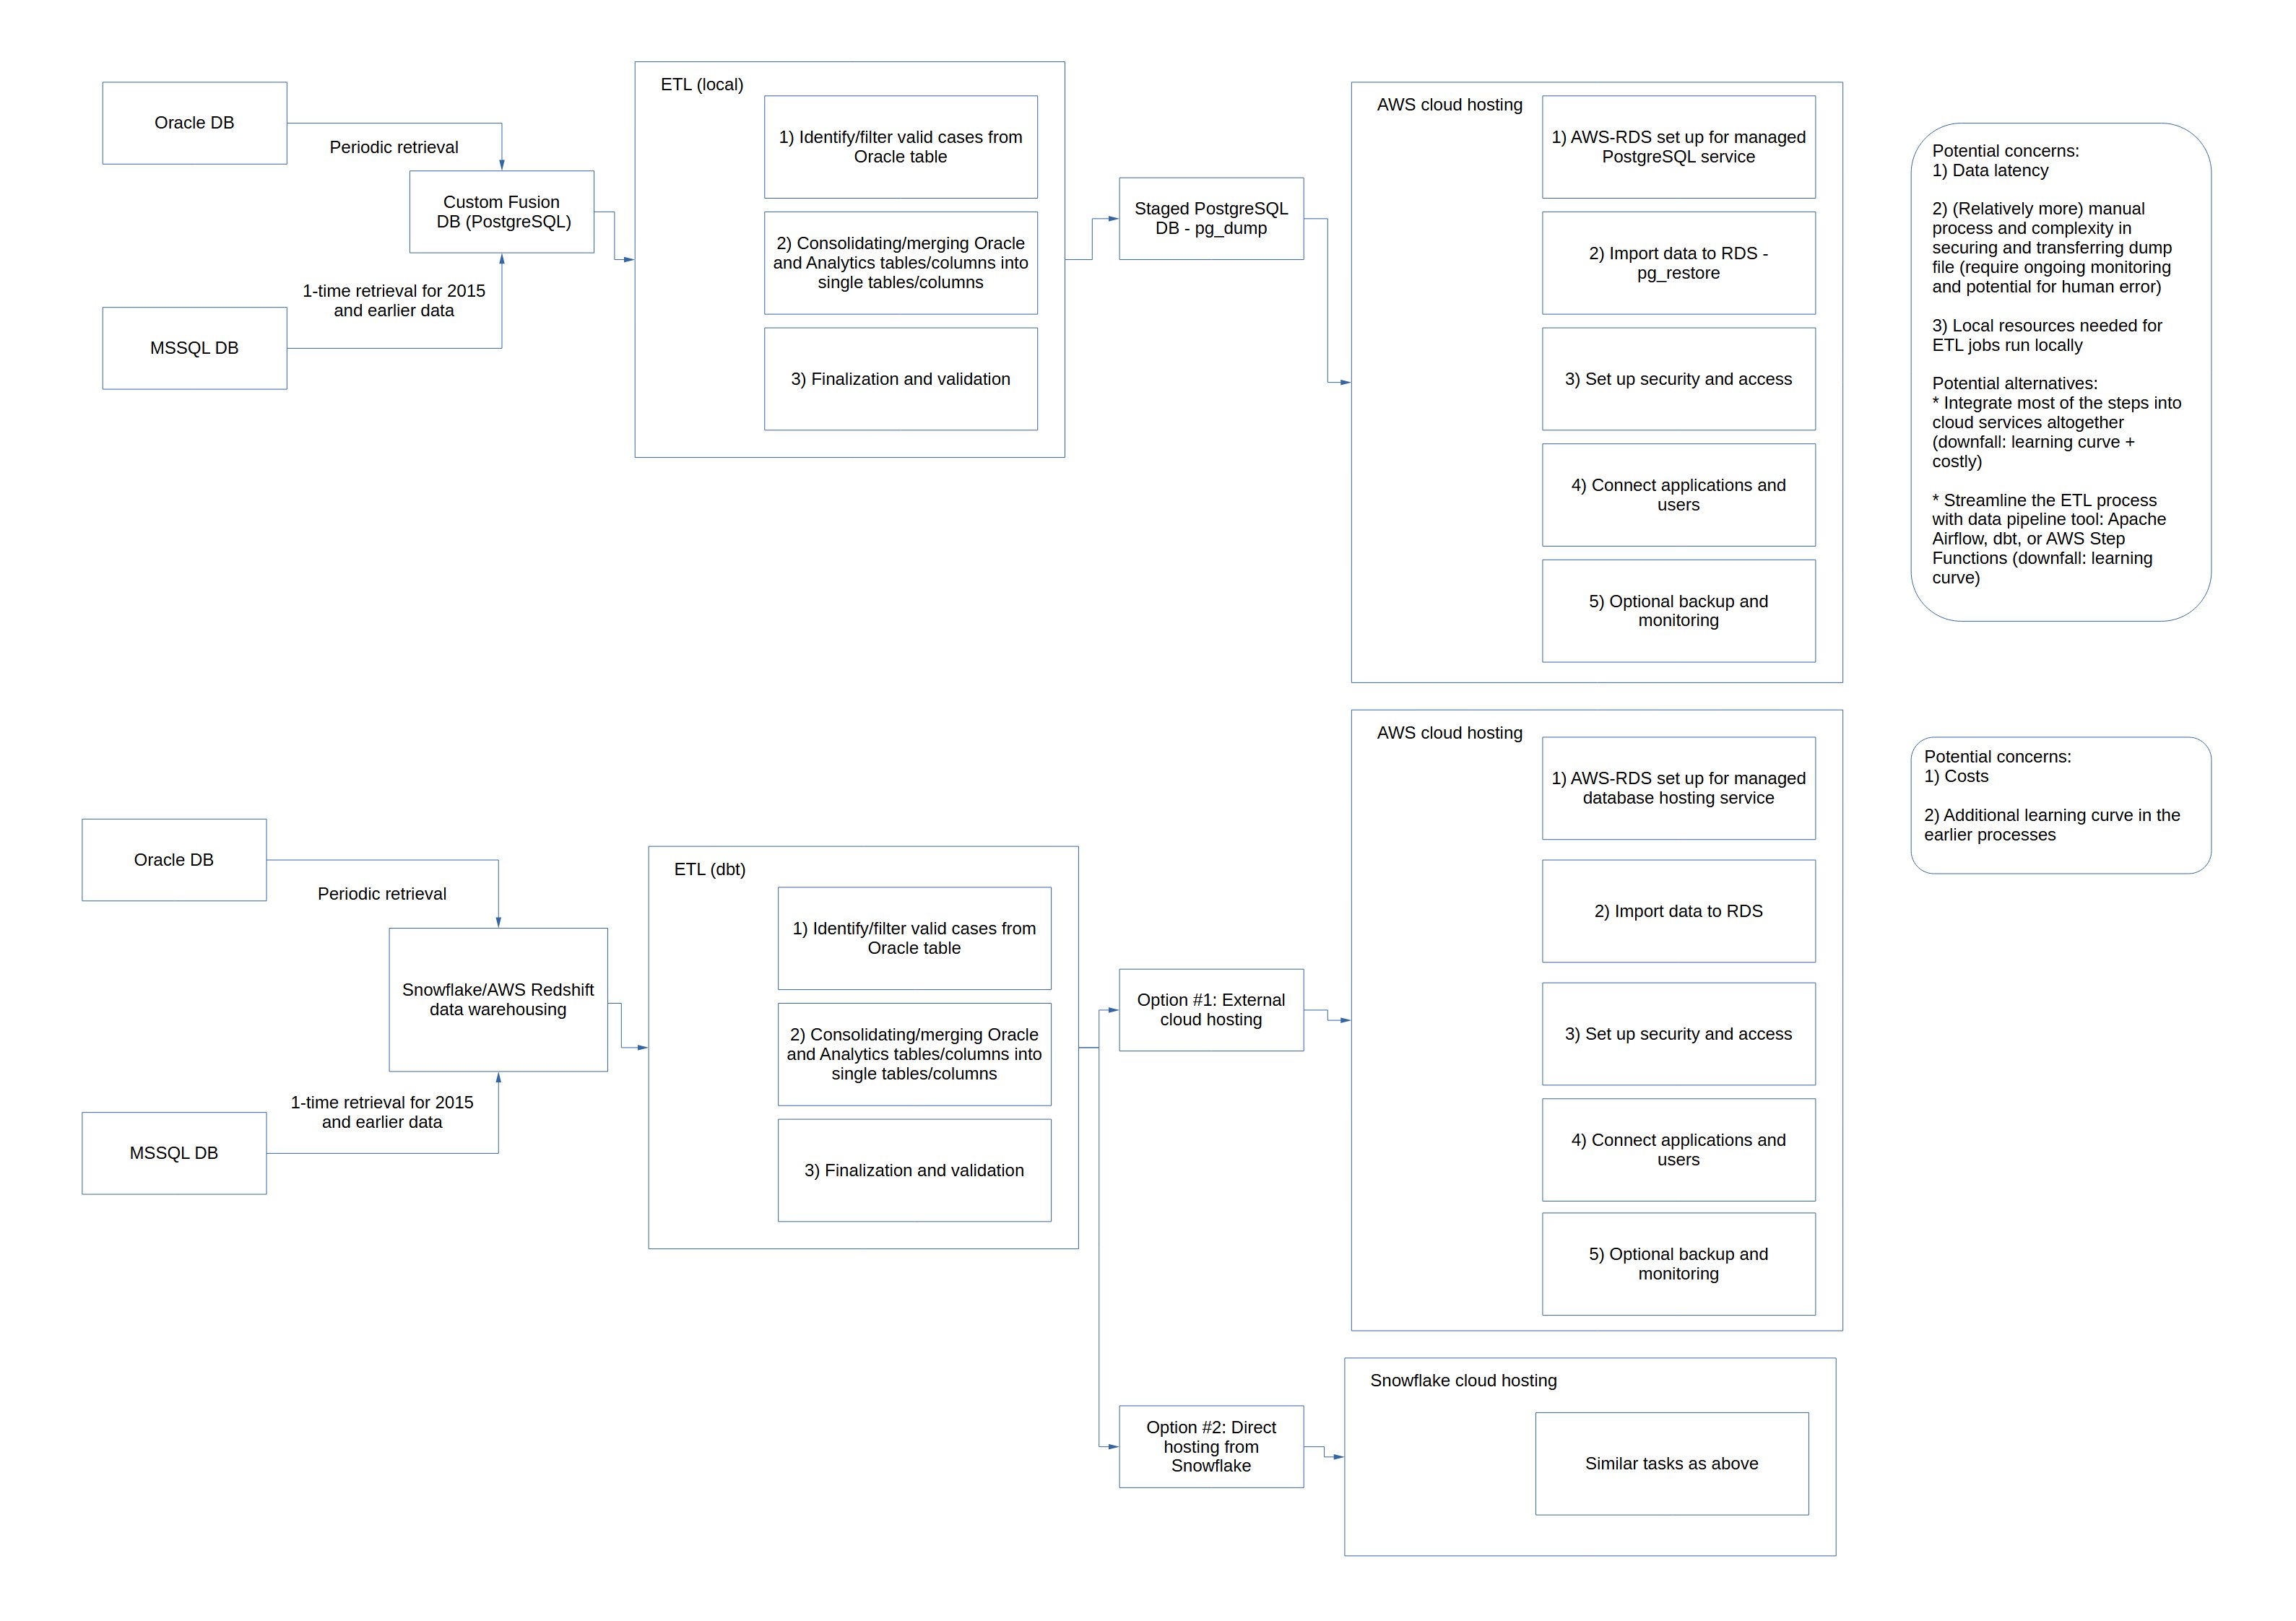 Oracle DB
Periodic retrieval
Custom Fusion
DB (PostgreSQL)
1-time retrieval for 2015
and earlier data
MSSQL DB
ETL (local)
1) Identify/filter valid cases from
Oracle table
2) Consolidating/merging Oracle
and Analytics tables/columns into
single tables/columns
3) Finalization and validation
Staged PostgreSQL
DB - pg_dump
AWS cloud hosting
1) AWS-RDS set up for managed
PostgreSQL service
2) Import data to RDS -
pg_restore
3) Set up security and access
4) Connect applications and
users
5) Optional backup and
monitoring
Potential concerns:
1) Data latency
2) (Relatively more) manual
process and complexity in
securing and transferring dump
file (require ongoing monitoring
and potential for human error)
3) Local resources needed for
ETL jobs run locally
Potential alternatives:
* Integrate most of the steps into
cloud services altogether
(downfall: learning curve +
costly)
* Streamline the ETL process
with data pipeline tool: Apache
Airflow, dbt, or AWS Step
Functions (downfall: learning
curve)
Oracle DB
Periodic retrieval
Snowflake/AWS Redshift
data warehousing
1-time retrieval for 2015
and earlier data
MSSQL DB
ETL (dbt)
1) Identify/filter valid cases from
Oracle table
2) Consolidating/merging Oracle
and Analytics tables/columns into
single tables/columns
3) Finalization and validation
Option #1: External
cloud hosting
AWS cloud hosting
1) AWS-RDS set up for managed
database hosting service
2) Import data to RDS
3) Set up security and access
4) Connect applications and
users
5) Optional backup and
monitoring
Potential concerns:
1) Costs
2) Additional learning curve in the
earlier processes
Option #2: Direct
hosting from
Snowflake
Snowflake cloud hosting
Similar tasks as above